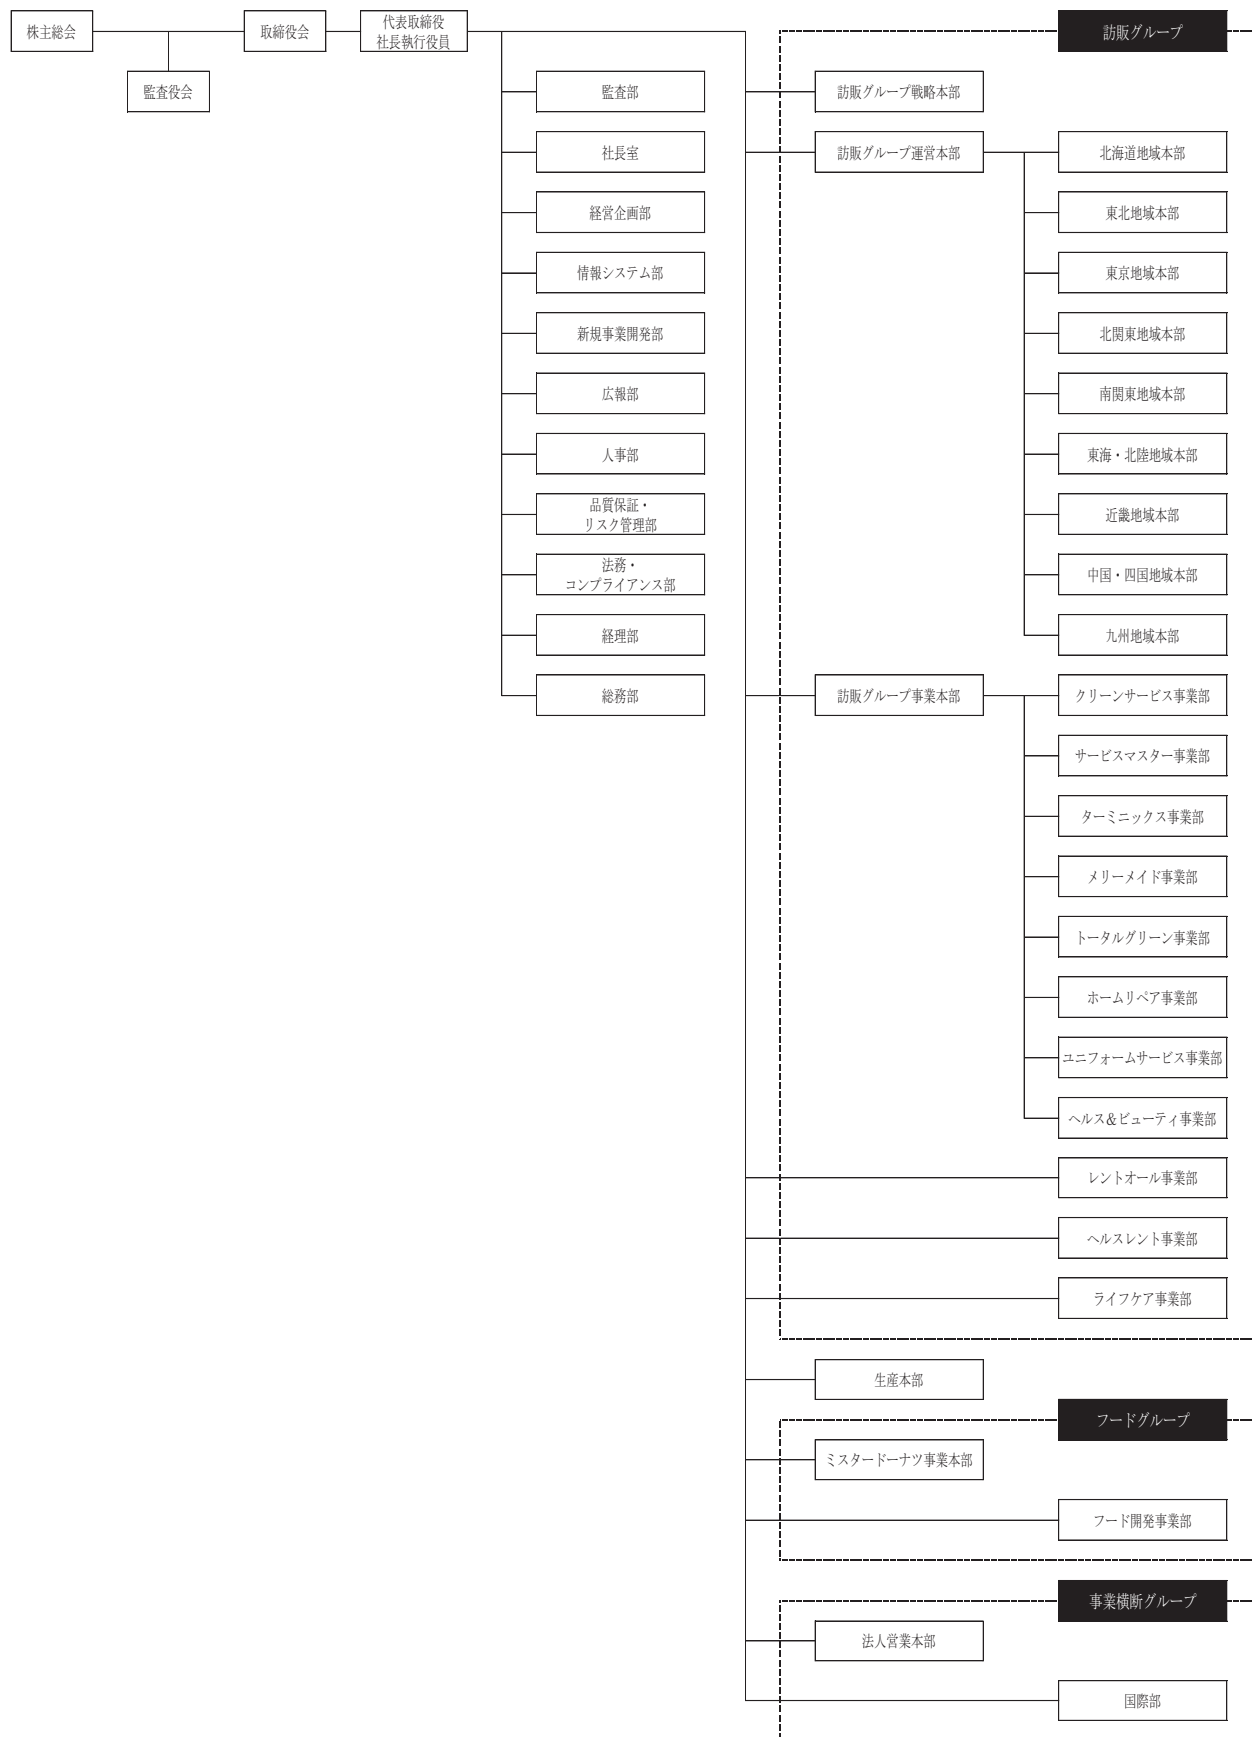 株主総会
取締役会
代表取締役
社長執行役員
訪販グループ
監査役会
監査部
訪販グループ戦略本部
社長室
訪販グループ運営本部
北海道地域本部
経営企画部
東北地域本部
情報システム部
東京地域本部
新規事業開発部
北関東地域本部
広報部
南関東地域本部
人事部
東海・北陸地域本部
品質保証・
リスク管理部
近畿地域本部
法務・
コンプライアンス部
中国・四国地域本部
経理部
九州地域本部
総務部
訪販グループ事業本部
クリーンサービス事業部
サービスマスター事業部
ターミニックス事業部
メリーメイド事業部
トータルグリーン事業部
ホームリペア事業部
ユニフォームサービス事業部
ヘルス&ビューティ事業部
レントオール事業部
ヘルスレント事業部
ライフケア事業部
生産本部
フードグループ
ミスタードーナツ事業本部
フード開発事業部
事業横断グループ
法人営業本部
国際部